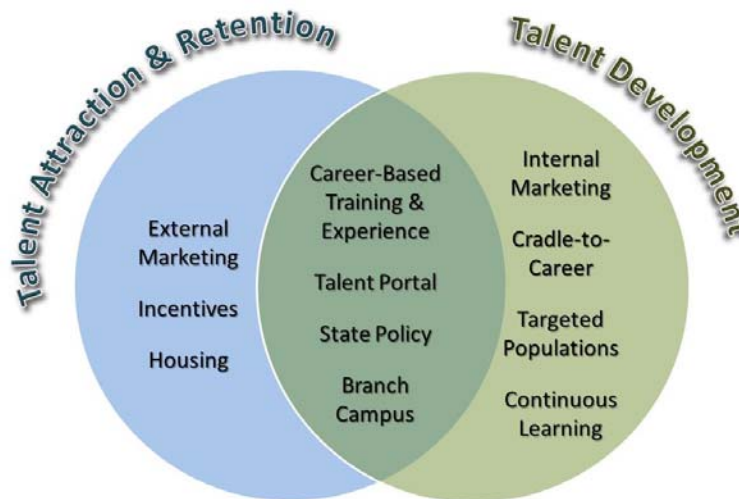 Talent Attraction & Retention
Talent Development
External
Marketing
Incentives
Housing
Career-Based
Training &
Experience
Talent Portal
State Policy
Branch
Campus
Internal
Marketing
Cradle-to-
Career
Targeted
Populations
Continuous
Learning